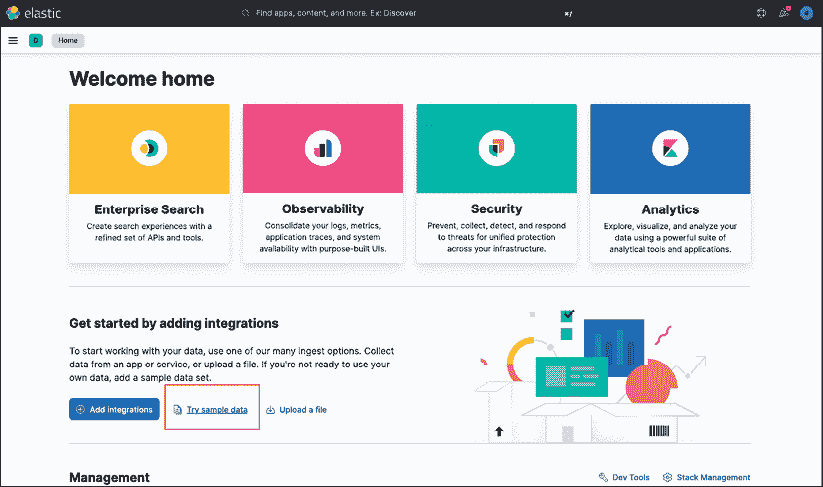 elastic
Find apps, content, and more. Ex: Discover
⌘/
D
Home
Welcome home
Enterprise Search
Create search experiences with a
refined set of APIs and tools.
Observability
Consolidate your logs, metrics,
application traces, and system
availability with purpose-built UIs.
Security
Prevent, collect, detect, and respond
to threats for unified protection
across your infrastructure.
Analytics
Explore, visualize, and analyze your
data using a powerful suite of
analytical tools and applications.
Get started by adding integrations
To start working with your data, use one of our many ingest options. Collect
data from an app or service, or upload a file. If you're not ready to use your
own data, add a sample data set.
Add integrations
Try sample data
Upload a file
Management
Dev Tools
Stack Management